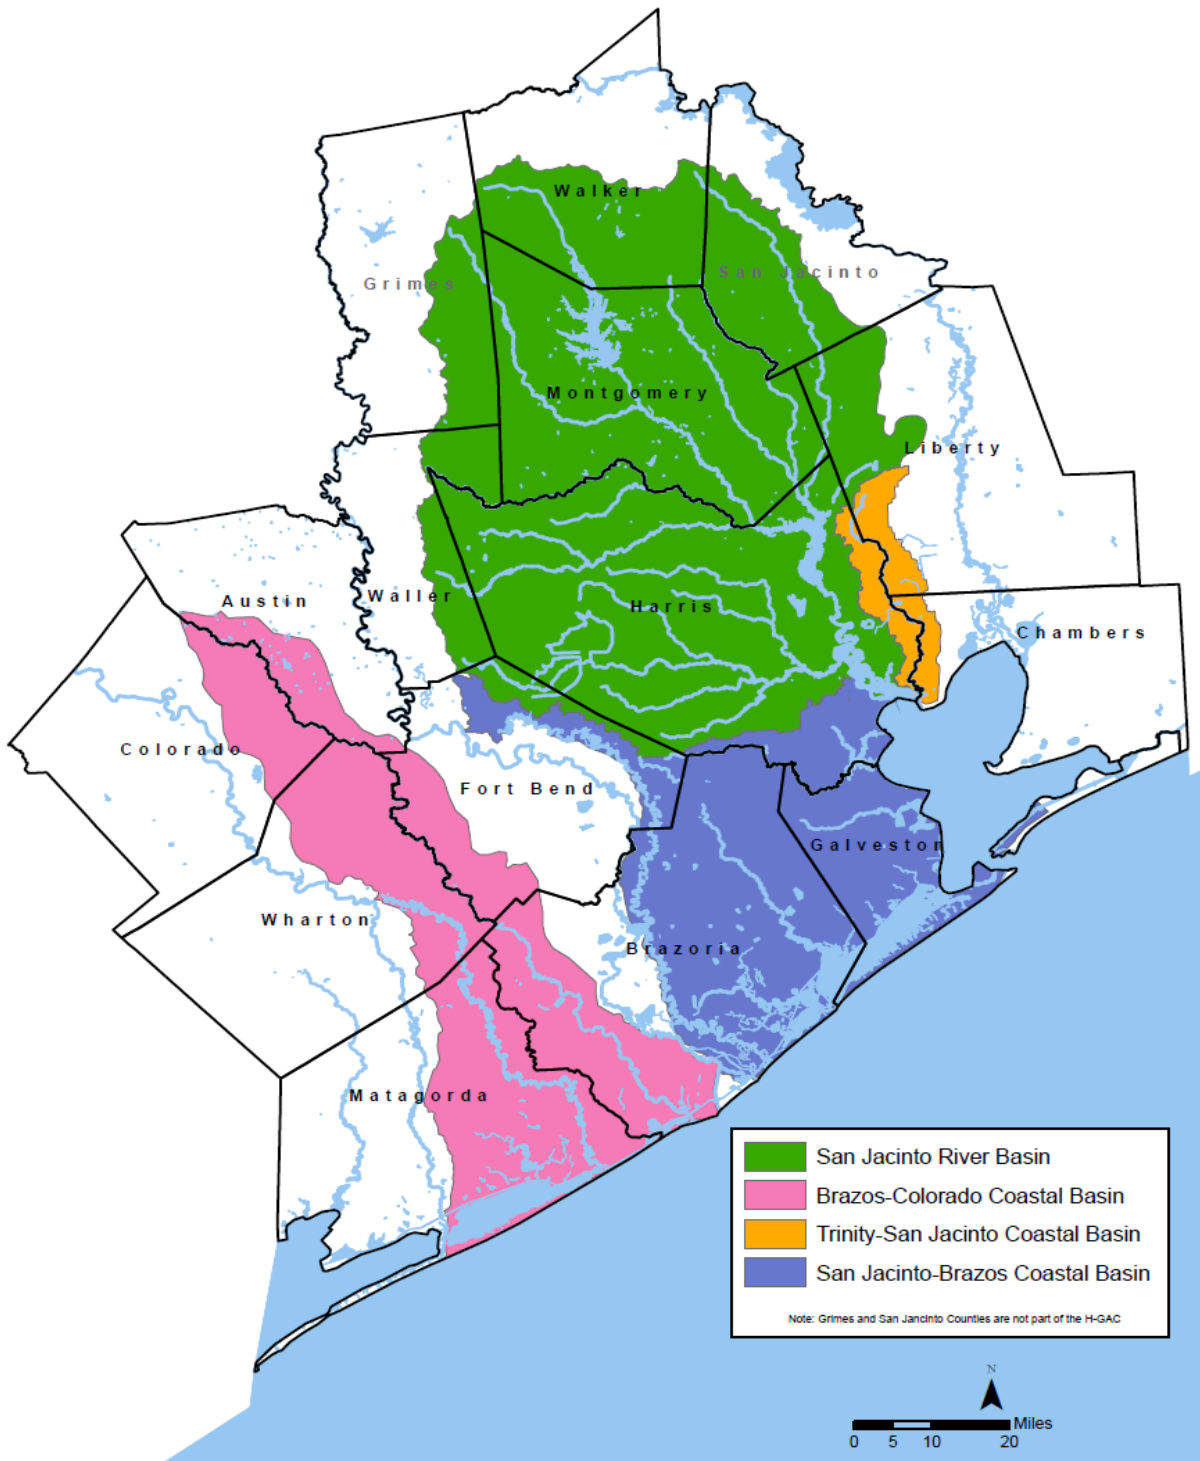 Walker
San Jacinto
Grimes
Montgomery
Liberty
Austin
Waller
Harris
Chambers
Colorado
Fort Bend
Galveston
Wharton
Brazoria
Matagorda
San Jacinto River Basin
Brazos-Colorado Coastal Basin
Trinity-San Jacinto Coastal Basin
San Jacinto-Brazos Coastal Basin
Note: Grimes and San Jancinto Counties are not part of the H-GAC
N
Miles
0 5 10 20